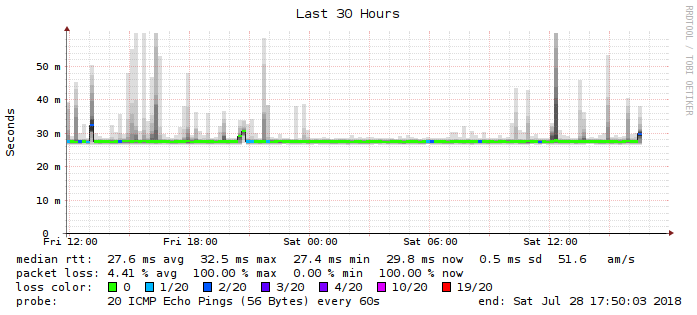 Last 30 Hours
RRDTOOL / TOBI OETIKER
Seconds
50 m
40 m
30 m
20 m
10 m
0
Fri 12:00 Fri 18:00 Sat 00:00 Sat 06:00 Sat 12:00
median rtt: 27.6 ms avg 32.5 ms max 27.4 ms min 29.8 ms now 0.5 ms sd 51.6 am/s
packet loss: 4.41 % avg 100.00 % max 0.00 % min 100.00 % now
loss color: 0 1/20 2/20 3/20 4/20 10/20 19/20
probe: 20 ICMP Echo Pings (56 Bytes) every 60s end: Sat Jul 28 17:50:03 2018